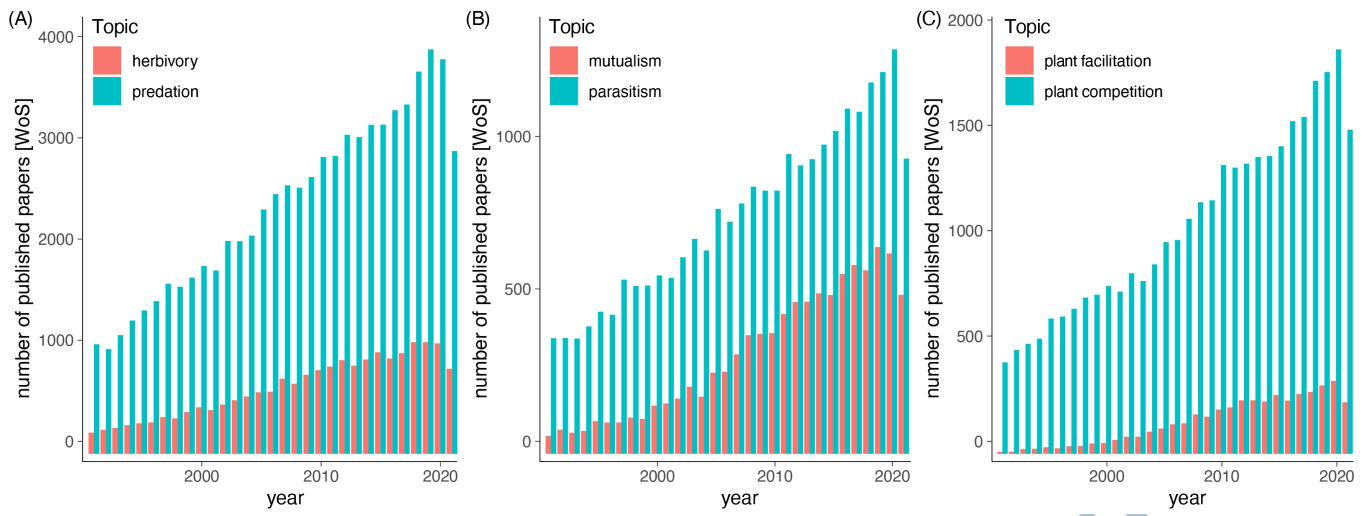 (A)
Topic
herbivory
predation
number of published papers [WoS]
4000
3000
2000
1000
0
2000
2010
2020
year
(B)
Topic
mutualism
parasitism
number of published papers [WoS]
1000
500
0
2000
2010
2020
year
(C)
Topic
plant facilitation
plant competition
number of published papers [WoS]
2000
1500
1000
500
0
2000
2010
2020
year